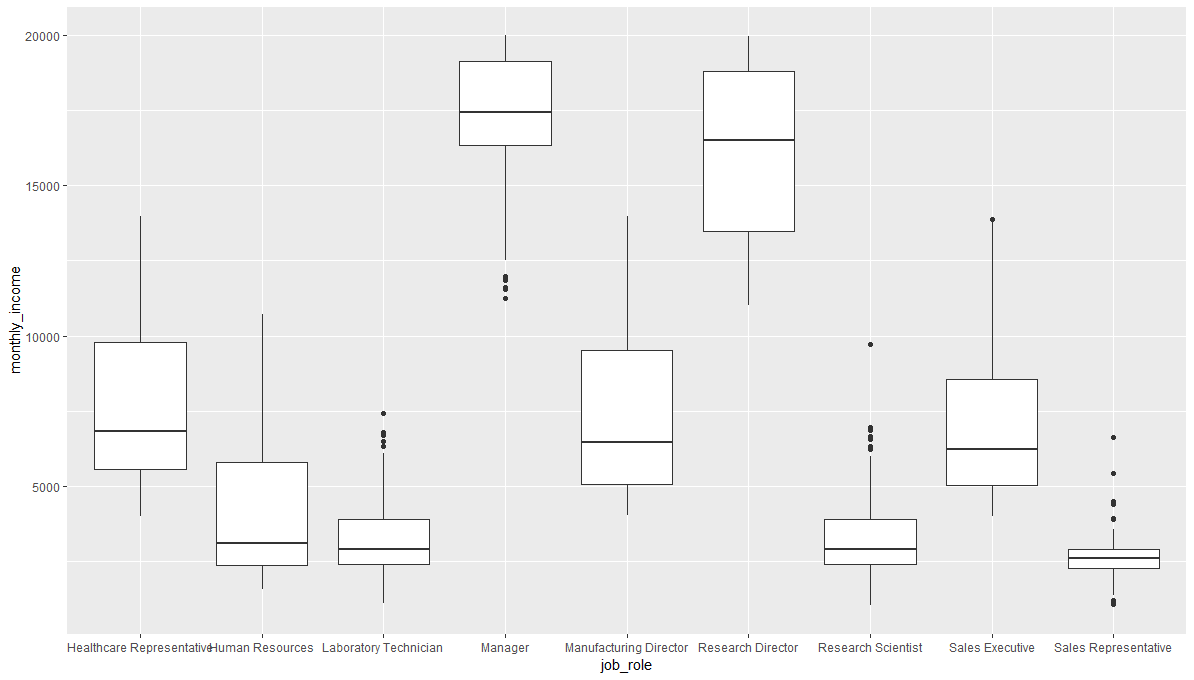 monthly_income
20000
15000
10000
5000
Healthcare Representative Human Resources Laboratory Technician Manager Manufacturing Director Research Director Research Scientist Sales Executive Sales Representative
job_role